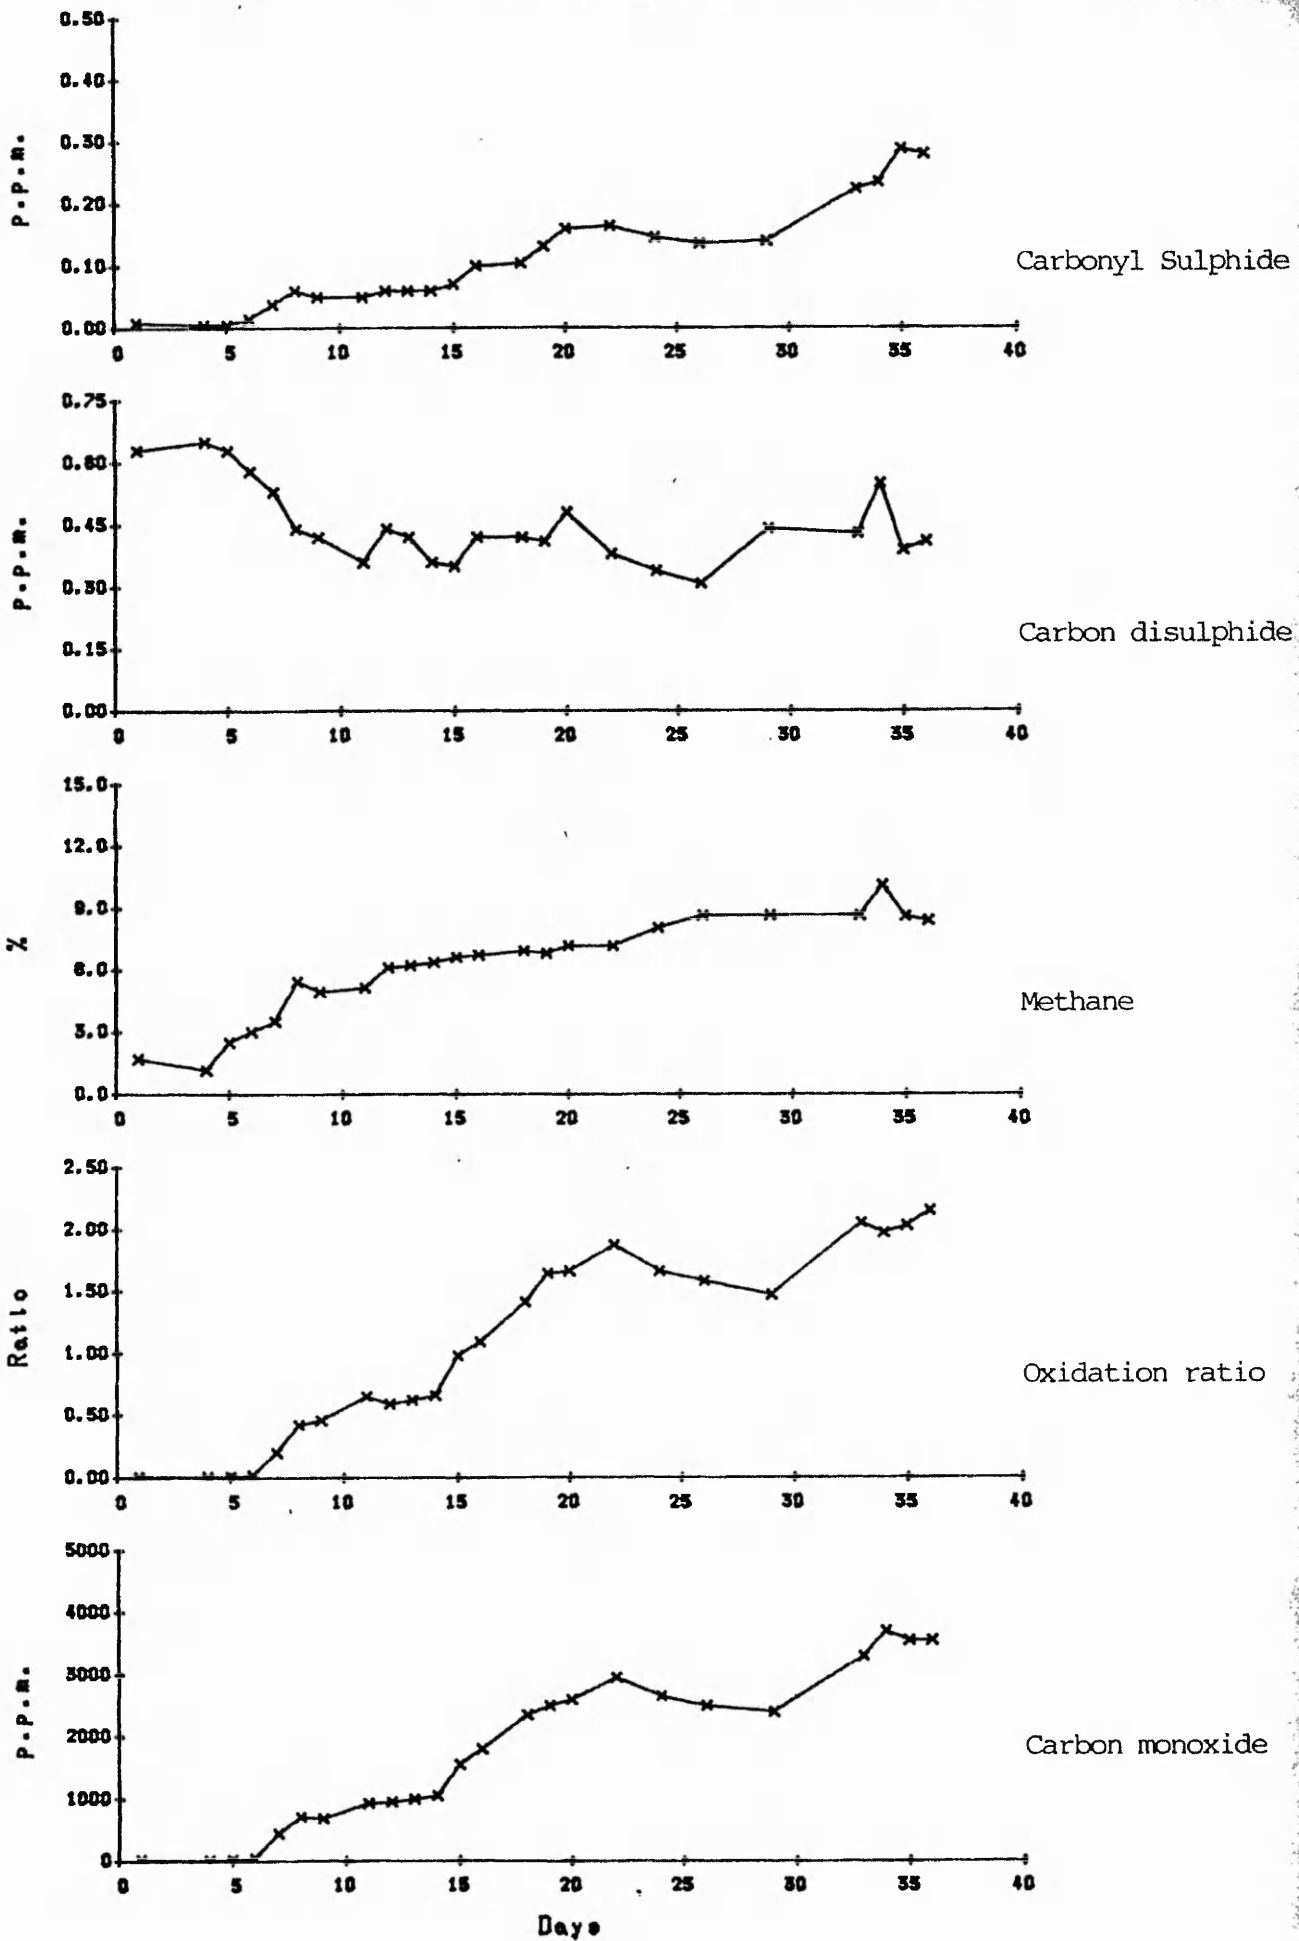 0.50
0.40
0.30
0.20
0.10
0.00
P.P.M.
0 5 10 15 20 25 30 35 40
Carbonyl Sulphide
0.75
0.60
0.45
0.30
0.15
0.00
P.P.M.
0 5 10 15 20 25 30 35 40
Carbon disulphide
15.0
12.0
9.0
6.0
3.0
0.0
%
0 5 10 15 20 25 30 35 40
Methane
2.50
2.00
1.50
1.00
0.50
0.00
Ratio
0 5 10 15 20 25 30 35 40
Oxidation ratio
5000
4000
3000
2000
1000
0
P.P.M.
0 5 10 15 20 25 30 35 40
Carbon monoxide
Days